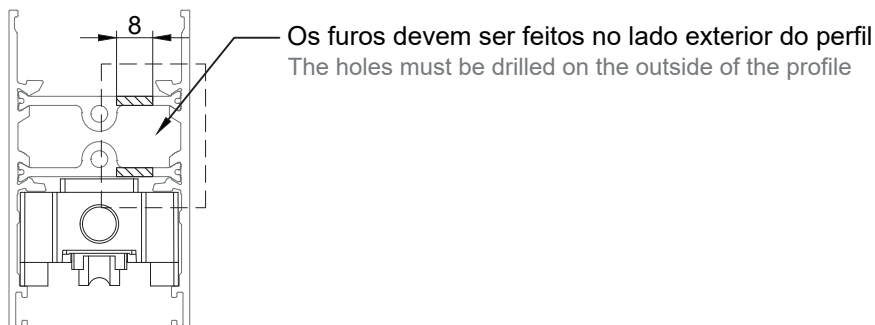 8
Os furos devem ser feitos no lado exterior do perfil
The holes must be drilled on the outside of the profile